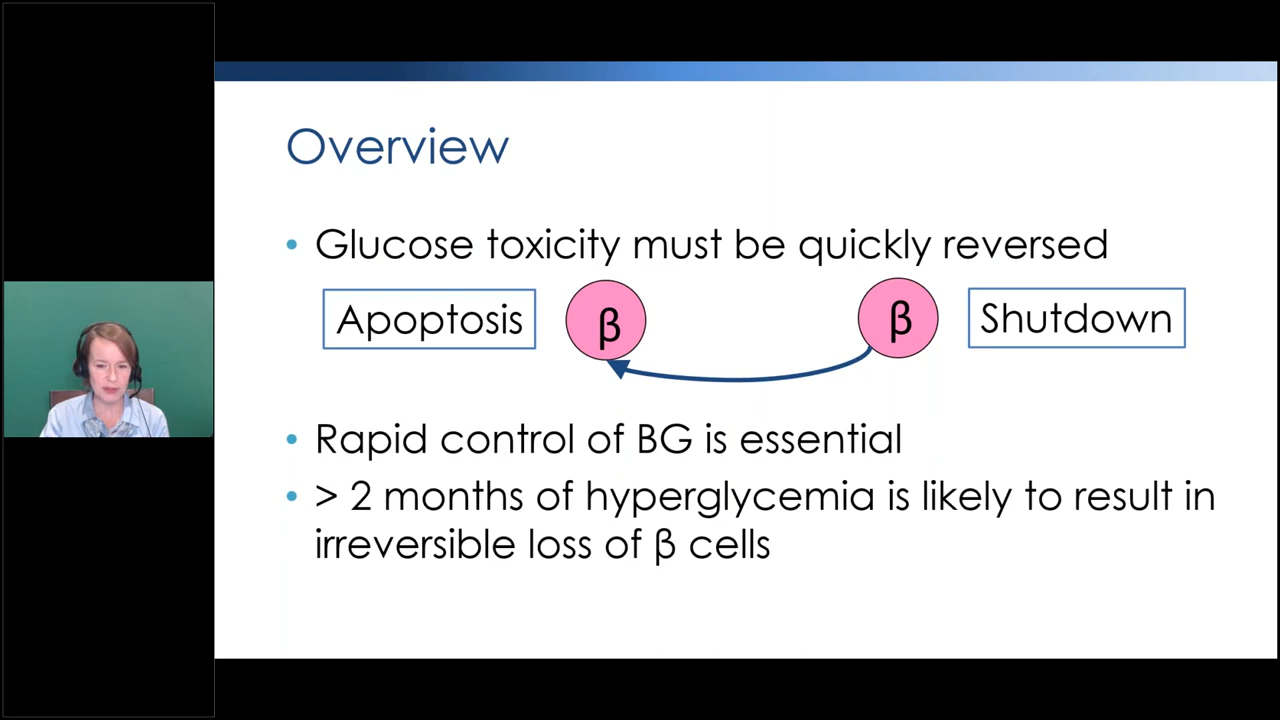 Overview
• Glucose toxicity must be quickly reversed
Apoptosis β β Shutdown
• Rapid control of BG is essential
• > 2 months of hyperglycemia is likely to result in
irreversible loss of β cells